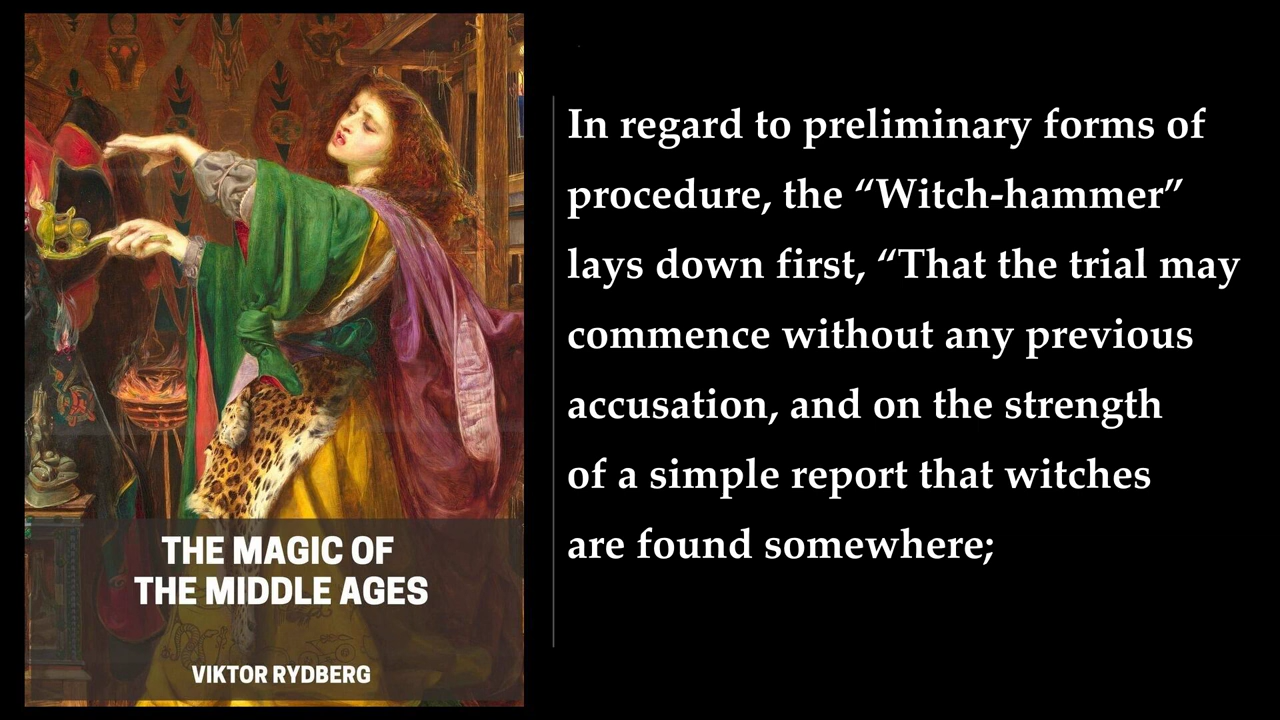 THE MAGIC OF
THE MIDDLE AGES
VIKTOR RYDBERG
In regard to preliminary forms of
procedure, the “Witch-hammer”
lays down first, “That the trial may
commence without any previous
accusation, and on the strength
of a simple report that witches
are found somewhere;